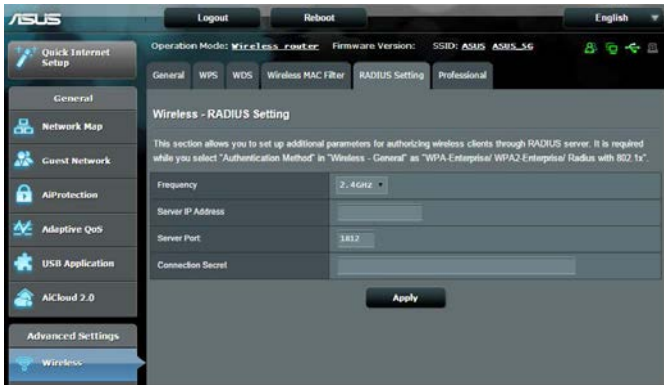 ASUS
Logout
Reboot
English
Quick Internet Setup
Operation Mode: Wireless router Firmware Version: SSID: ASUS ASUS_5G
General WPS WDS Wireless MAC Filter RADIUS Setting Professional
General
Network Map
Guest Network
AiProtection
Adaptive QoS
USB Application
AiCloud 2.0
Advanced Settings
Wireless
Wireless - RADIUS Setting
This section allows you to set up additional parameters for authorizing wireless clients through RADIUS server. It is required
while you select "Authentication Method" in "Wireless - General" as "WPA-Enterprise/ WPA2-Enterprise/ Radius with 802.1x".
Frequency 2.4GHz
Server IP Address
Server Port: 1812
Connection Secret
Apply